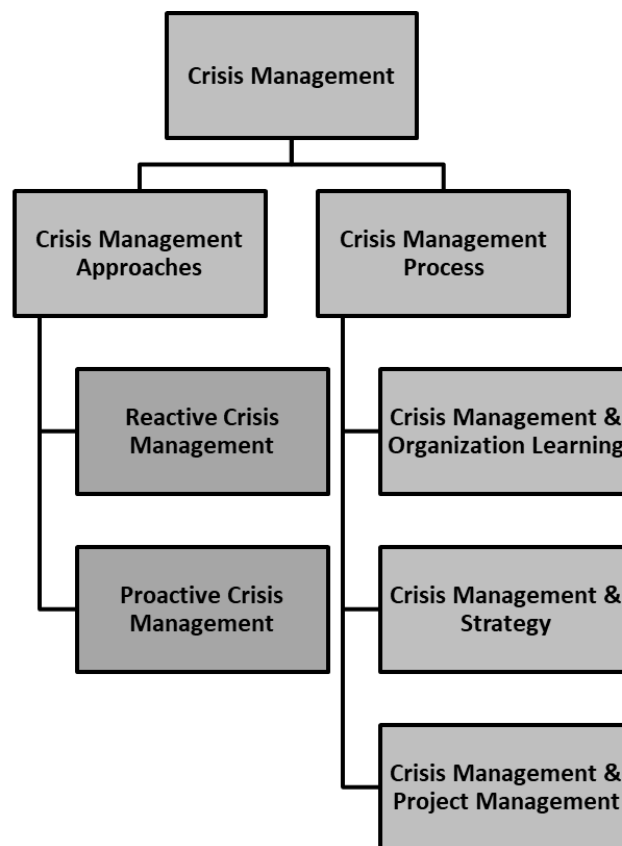 Crisis Management
Crisis Management
Approaches
Crisis Management
Process
Reactive Crisis
Management
Crisis Management &
Organization Learning
Proactive Crisis
Management
Crisis Management &
Strategy
Crisis Management &
Project Management